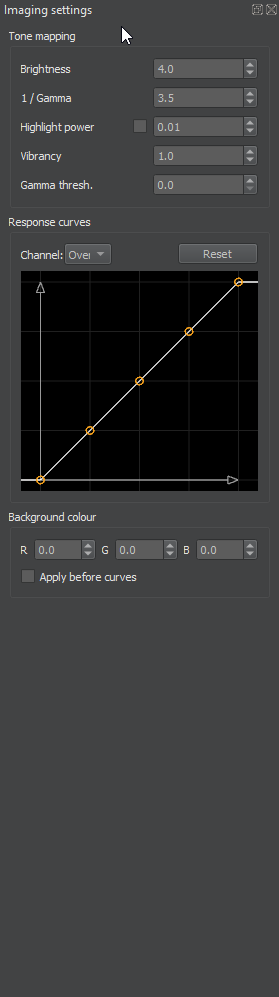 Imaging settings
Tone mapping
Brightness 4.0
1 / Gamma 3.5
Highlight power 0.01
Vibrancy 1.0
Gamma thresh. 0.0
Response curves
Channel: Over Reset
Background colour
R 0.0 G 0.0 B 0.0
Apply before curves